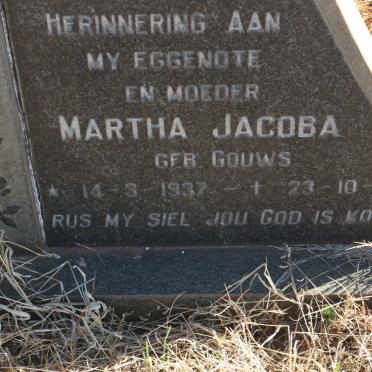 HERINNERING AAN
MY EGGENOTE
EN MOEDER
MARTHA JACOBA
GEB GOUWS
* 14-3-1937 - + 23-10-
RUS MY SIEL JOU GOD IS KO